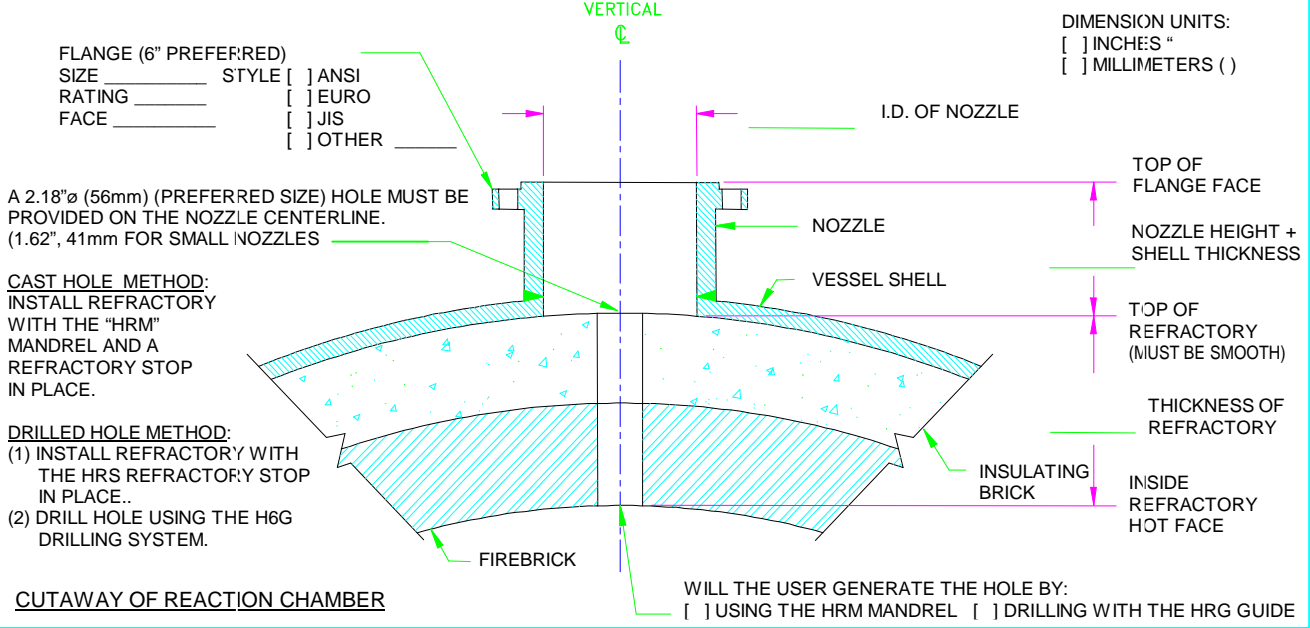 VERTICAL
℄
DIMENSION UNITS:
[ ] INCHES “
[ ] MILLIMETERS ( )
FLANGE (6” PREFERRED)
SIZE _________ STYLE [ ] ANSI
RATING _______ [ ] EURO
FACE _________ [ ] JIS
[ ] OTHER ______
I.D. OF NOZZLE
A 2.18”ø (56mm) (PREFERRED SIZE) HOLE MUST BE
PROVIDED ON THE NOZZLE CENTERLINE.
(1.62”, 41mm FOR SMALL NOZZLES
TOP OF
FLANGE FACE
NOZZLE
NOZZLE HEIGHT +
SHELL THICKNESS
VESSEL SHELL
CAST HOLE METHOD:
INSTALL REFRACTORY
WITH THE “HRM”
MANDREL AND A
REFRACTORY STOP
IN PLACE.
TOP OF
REFRACTORY
(MUST BE SMOOTH)
THICKNESS OF
REFRACTORY
DRILLED HOLE METHOD:
(1) INSTALL REFRACTORY WITH
THE HRS REFRACTORY STOP
IN PLACE..
(2) DRILL HOLE USING THE H6G
DRILLING SYSTEM.
INSULATING
BRICK
INSIDE
REFRACTORY
HOT FACE
FIREBRICK
CUTAWAY OF REACTION CHAMBER
WILL THE USER GENERATE THE HOLE BY:
[ ] USING THE HRM MANDREL [ ] DRILLING WITH THE HRG GUIDE